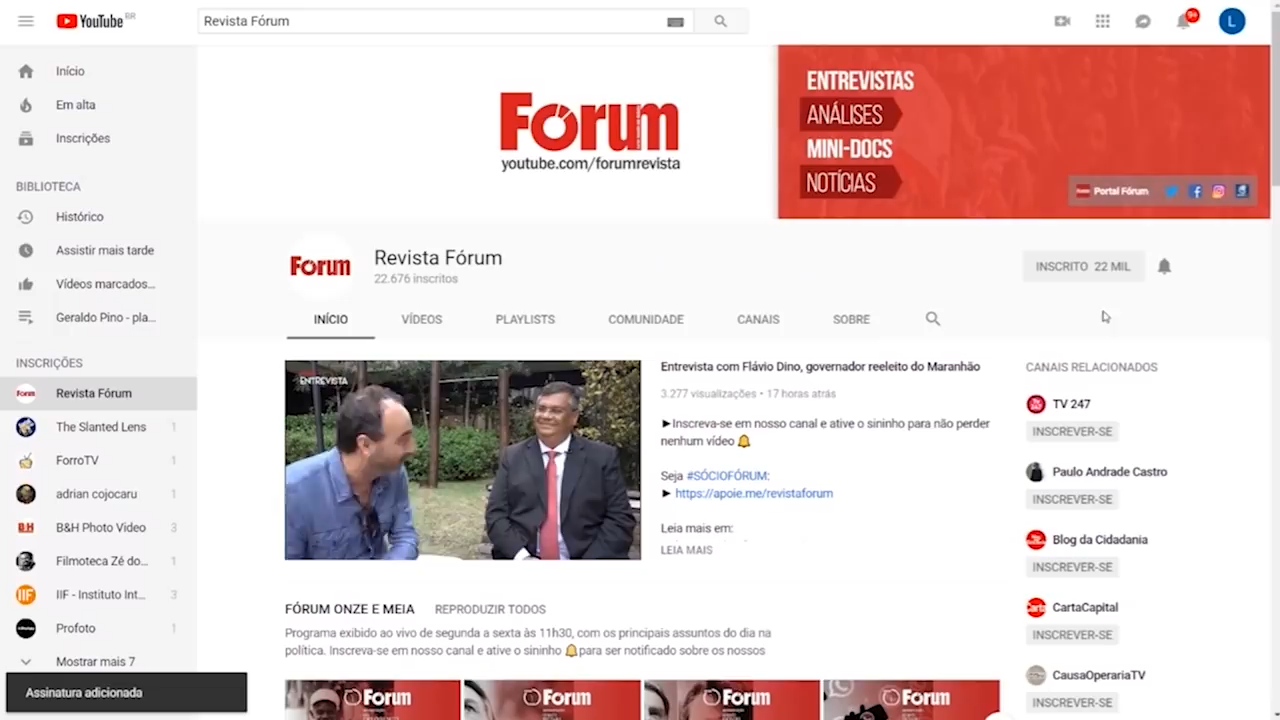 YouTube BR
Revista Fórum
9+
L
Início
Em alta
Inscrições
BIBLIOTECA
Histórico
Assistir mais tarde
Vídeos marcados...
Geraldo Pino - pla...
INSCRIÇÕES
Revista Fórum
The Slanted Lens 1
ForroTV 1
adrian cojocaru 1
B&H Photo Video 3
Filmoteca Zé do...
IIF - Instituto Int... 3
Profoto 1
Mostrar mais 7
Assinatura adicionada
Fórum
youtube.com/forumrevista
ENTREVISTAS
ANÁLISES
MINI-DOCS
NOTÍCIAS
Portal Fórum
Fórum
Revista Fórum
22.676 inscritos
INSCRITO 22 MIL
INÍCIO VÍDEOS PLAYLISTS COMUNIDADE CANAIS SOBRE
ENTREVISTA
Entrevista com Flávio Dino, governador reeleito do Maranhão
3.277 visualizações • 17 horas atrás
►Inscreva-se em nosso canal e ative o sininho para não perder
nenhum vídeo 🔔
Seja #SÓCIOFÓRUM:
► https://apoie.me/revistaforum
Leia mais em:
LEIA MAIS
CANAIS RELACIONADOS
TV 247
INSCREVER-SE
Paulo Andrade Castro
INSCREVER-SE
Blog da Cidadania
INSCREVER-SE
CartaCapital
INSCREVER-SE
CausaOperariaTV
INSCREVER-SE
FÓRUM ONZE E MEIA REPRODUZIR TODOS
Programa exibido ao vivo de segunda a sexta às 11h30, com os principais assuntos do dia na
política. Inscreva-se em nosso canal e ative o sininho 🔔para ser notificado sobre os nossos
Fórum
Fórum
Fórum
Fórum